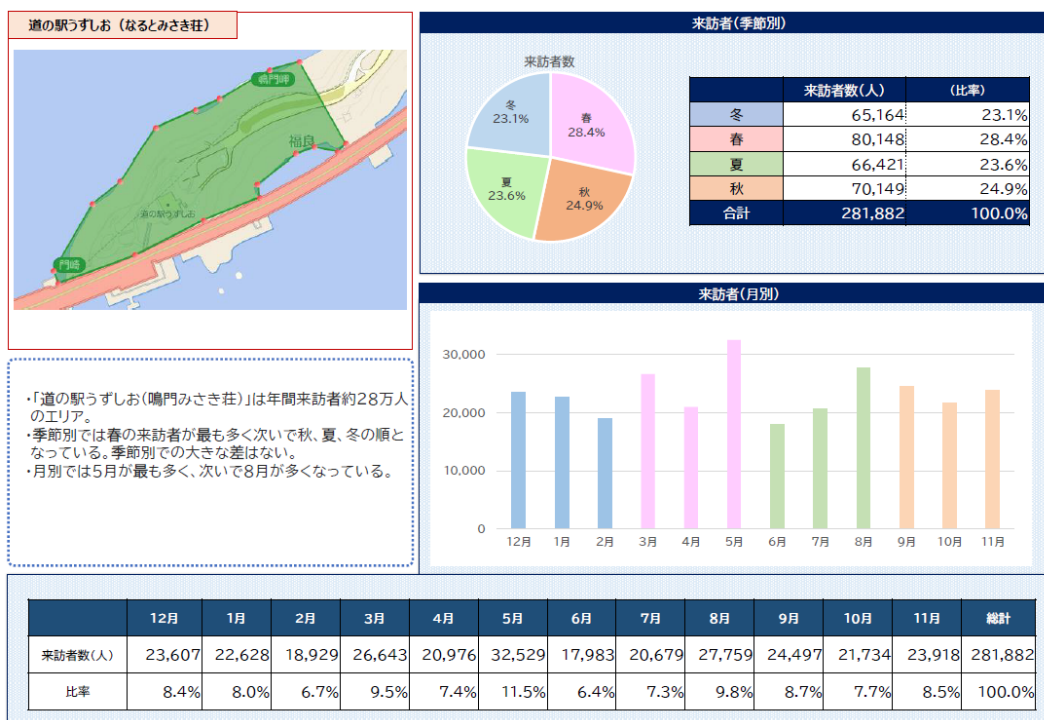 道の駅うずしお（なるとみさき荘）
鳴門岬
福良
道の駅うずしお
門崎
・「道の駅うずしお(鳴門みさき荘)」は年間来訪者約28万人
のエリア。
・季節別では春の来訪者が最も多く次いで秋、夏、冬の順と
なっている。季節別での大きな差はない。
・月別では5月が最も多く、次いで8月が多くなっている。
来訪者(季節別)
来訪者数
冬
23.1%
春
28.4%
夏
23.6%
秋
24.9%
来訪者数(人) (比率)
冬 65,164 23.1%
春 80,148 28.4%
夏 66,421 23.6%
秋 70,149 24.9%
合計 281,882 100.0%
来訪者(月別)
30,000
20,000
10,000
0
12月 1月 2月 3月 4月 5月 6月 7月 8月 9月 10月 11月
12月 1月 2月 3月 4月 5月 6月 7月 8月 9月 10月 11月 総計
来訪者数(人) 23,607 22,628 18,929 26,643 20,976 32,529 17,983 20,679 27,759 24,497 21,734 23,918 281,882
比率 8.4% 8.0% 6.7% 9.5% 7.4% 11.5% 6.4% 7.3% 9.8% 8.7% 7.7% 8.5% 100.0%